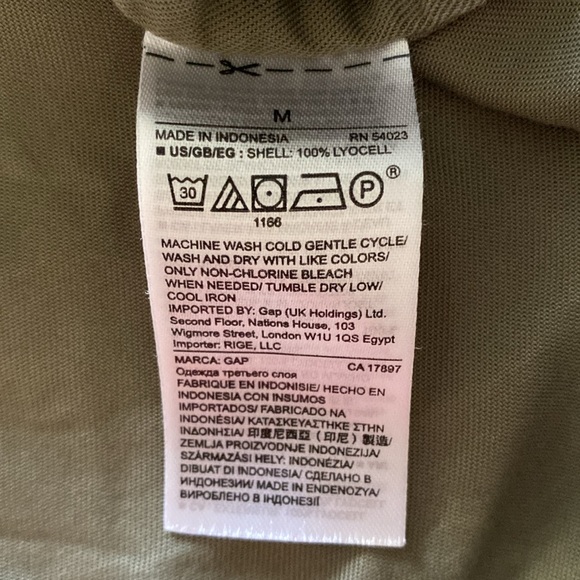 M
MADE IN INDONESIA RN 54023
■ US/GB/EG : SHELL: 100% LYOCELL
30 P ®
1166
MACHINE WASH COLD GENTLE CYCLE/
WASH AND DRY WITH LIKE COLORS/
ONLY NON-CHLORINE BLEACH
WHEN NEEDED/ TUMBLE DRY LOW/
COOL IRON
IMPORTED BY: Gap (UK Holdings) Ltd.
Second Floor, Nations House, 103
Wigmore Street, London W1U 1QS Egypt
Importer: RIGE, LLC
MARCA: GAP CA 17897
Одежда третьего слоя
FABRIQUE EN INDONISIE/ HECHO EN
INDONESIA CON INSUMOS
IMPORTADOS/ FABRICADO NA
INDONÉSIA/ ΚΑΤΑΣΚΕΥΑΣΤΗΚΕ ΣΤΗΝ
ΙΝΔΟΝΗΣΙΑ/ 印度尼西亞（印尼）製造/
ZEMLJA PROIZVODNJE INDONEZIJA/
SZÁRMAZÁSI HELY: INDONÉZIA/
DIBUAT DI INDONESIA/ СДЕЛАНО В
ИНДОНЕЗИИ/ MADE IN ENDENOZYA/
ВИРОБЛЕНО В ІНДОНЕЗІЇ